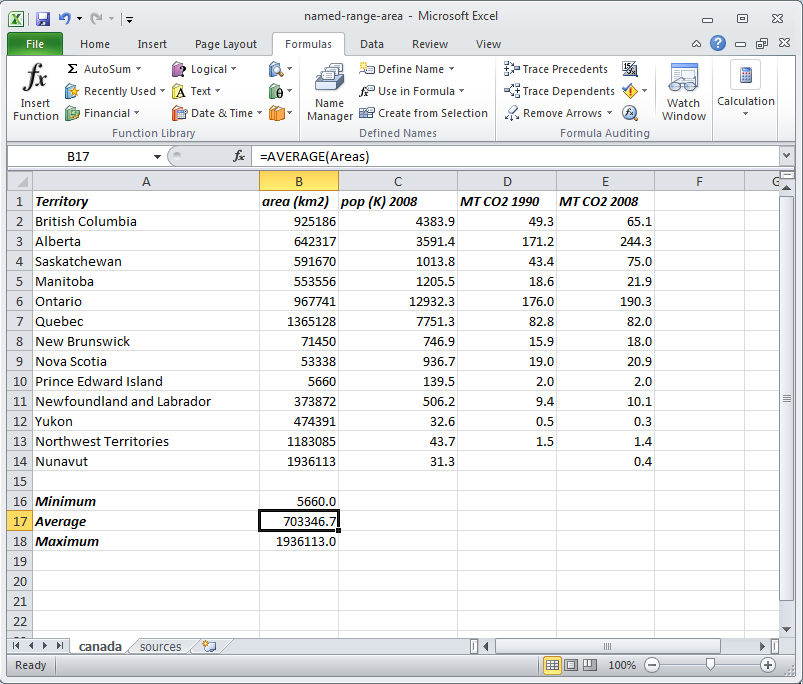 named-range-area - Microsoft Excel
File Home Insert Page Layout Formulas Data Review View
Σ AutoSum Logical Define Name Trace Precedents
Recently Used Text Use in Formula Trace Dependents
Financial Date & Time Create from Selection Remove Arrows
Insert Function
Name Manager
Watch Window
Calculation
Function Library Defined Names Formula Auditing
B17 fx =AVERAGE(Areas)
A B C D E F G
1 Territory area (km2) pop (K) 2008 MT CO2 1990 MT CO2 2008
2 British Columbia 925186 4383.9 49.3 65.1
3 Alberta 642317 3591.4 171.2 244.3
4 Saskatchewan 591670 1013.8 43.4 75.0
5 Manitoba 553556 1205.5 18.6 21.9
6 Ontario 967741 12932.3 176.0 190.3
7 Quebec 1365128 7751.3 82.8 82.0
8 New Brunswick 71450 746.9 15.9 18.0
9 Nova Scotia 53338 936.7 19.0 20.9
10 Prince Edward Island 5660 139.5 2.0 2.0
11 Newfoundland and Labrador 373872 506.2 9.4 10.1
12 Yukon 474391 32.6 0.5 0.3
13 Northwest Territories 1183085 43.7 1.5 1.4
14 Nunavut 1936113 31.3 0.4
15
16 Minimum 5660.0
17 Average 703346.7
18 Maximum 1936113.0
19
20
21
22
canada sources
Ready 100%